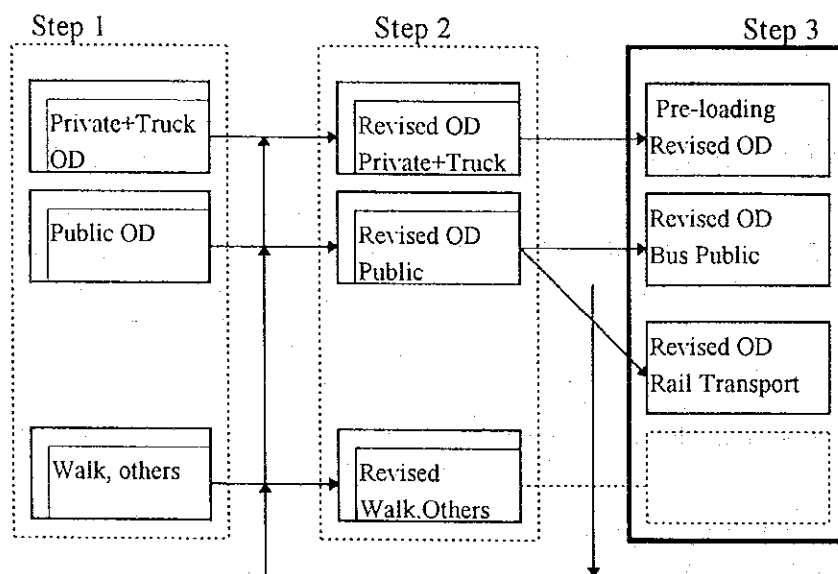 Step 1
Step 2
Step 3
Private+Truck
OD
Revised OD
Private+Truck
Pre-loading
Revised OD
Public OD
Revised OD
Public
Revised OD
Bus Public
Revised OD
Rail Transport
Walk, others
Revised
Walk.Others